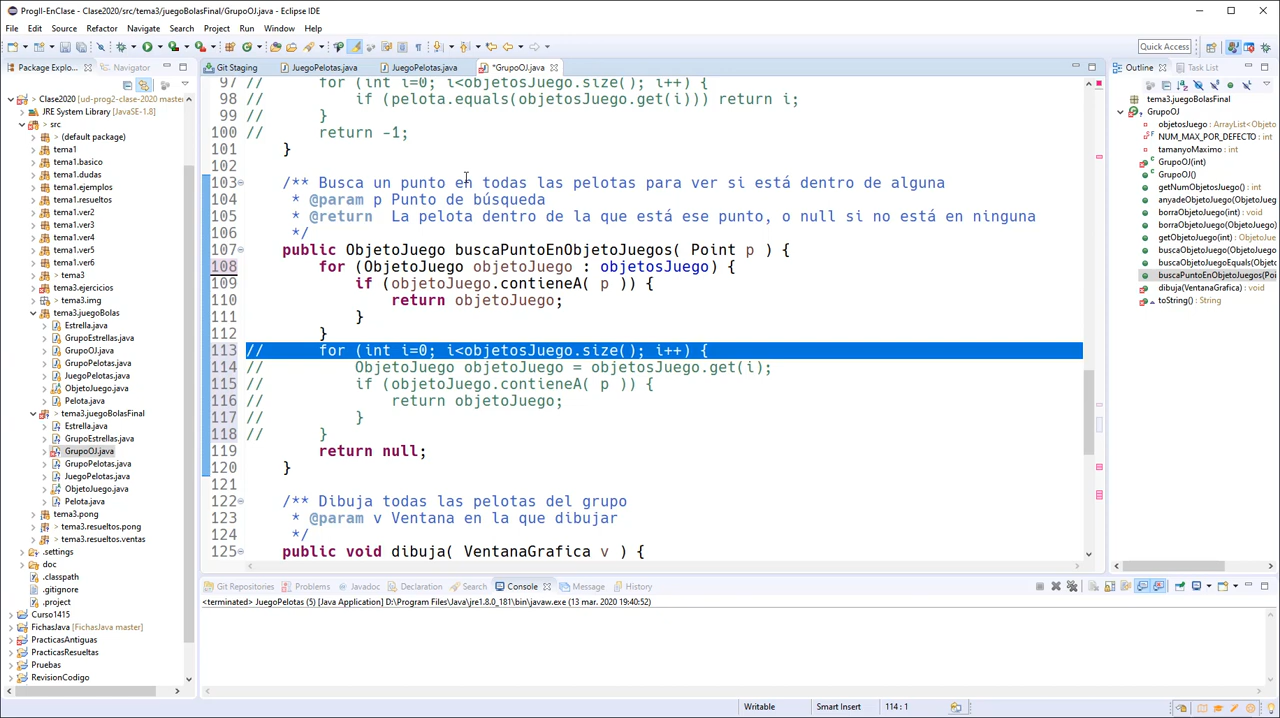 ProgII-EnClase - Clase2020/src/tema3/juegoBolasFinal/GrupoOJ.java - Eclipse IDE
File Edit Source Refactor Navigate Search Project Run Window Help
Quick Access
Package Explo... Navigator
Git Staging JuegoPelotas.java JuegoPelotas.java *GrupoOJ.java
Outline Task List
Clase2020 [ud-prog2-clase-2020 master]
JRE System Library [JavaSE-1.8]
src
(default package)
tema1
tema1.basico
tema1.dudas
tema1.ejemplos
tema1.resueltos
tema1.ver2
tema1.ver3
tema1.ver4
tema1.ver5
tema1.ver6
tema3
tema3.ejercicios
tema3.img
tema3.juegoBolas
Estrella.java
GrupoEstrellas.java
GrupoOJ.java
GrupoPelotas.java
JuegoPelotas.java
ObjetoJuego.java
Pelota.java
tema3.juegoBolasFinal
Estrella.java
GrupoEstrellas.java
GrupoOJ.java
GrupoPelotas.java
JuegoPelotas.java
ObjetoJuego.java
Pelota.java
tema3.pong
tema3.resueltos.pong
tema3.resueltos.ventas
.settings
doc
.classpath
.gitignore
.project
Curso1415
FichasJava [FichasJava master]
PracticasAntiguas
PracticasResueltas
Pruebas
RevisionCodigo
97 // for (int i=0; i<objetosJuego.size(); i++) {
98 // if (pelota.equals(objetosJuego.get(i))) return i;
99 // }
100 // return -1;
101 }
102
103 /** Busca un punto en todas las pelotas para ver si está dentro de alguna
104 * @param p Punto de búsqueda
105 * @return La pelota dentro de la que está ese punto, o null si no está en ninguna
106 */
107 public ObjetoJuego buscaPuntoEnObjetoJuegos( Point p ) {
108 for (ObjetoJuego objetoJuego : objetosJuego) {
109 if (objetoJuego.contieneA( p )) {
110 return objetoJuego;
111 }
112 }
113 // for (int i=0; i<objetosJuego.size(); i++) {
114 // ObjetoJuego objetoJuego = objetosJuego.get(i);
115 // if (objetoJuego.contieneA( p )) {
116 // return objetoJuego;
117 // }
118 // }
119 return null;
120 }
121
122 /** Dibuja todas las pelotas del grupo
123 * @param v Ventana en la que dibujar
124 */
125 public void dibuja( VentanaGrafica v ) {
tema3.juegoBolasFinal
GrupoOJ
objetosJuego : ArrayList<Objeto
NUM_MAX_POR_DEFECTO : int
tamanyoMaximo : int
GrupoOJ(int)
GrupoOJ()
getNumObjetosJuego() : int
anyadeObjetoJuego(ObjetoJue
borraObjetoJuego(int) : void
borraObjetoJuego(ObjetoJuego
getObjetoJuego(int) : ObjetoJu
buscaObjetoJuego(ObjetoJueg
buscaObjetoJuegoEquals(Objeto
buscaPuntoEnObjetoJuegos(Poi
dibuja(VentanaGrafica) : void
toString() : String
Git Repositories Problems Javadoc Declaration Search Console Message History
<terminated> JuegoPelotas (5) [Java Application] D:\Program Files\Java\jre1.8.0_181\bin\javaw.exe (13 mar. 2020 19:40:52)
Writable Smart Insert 114 : 1